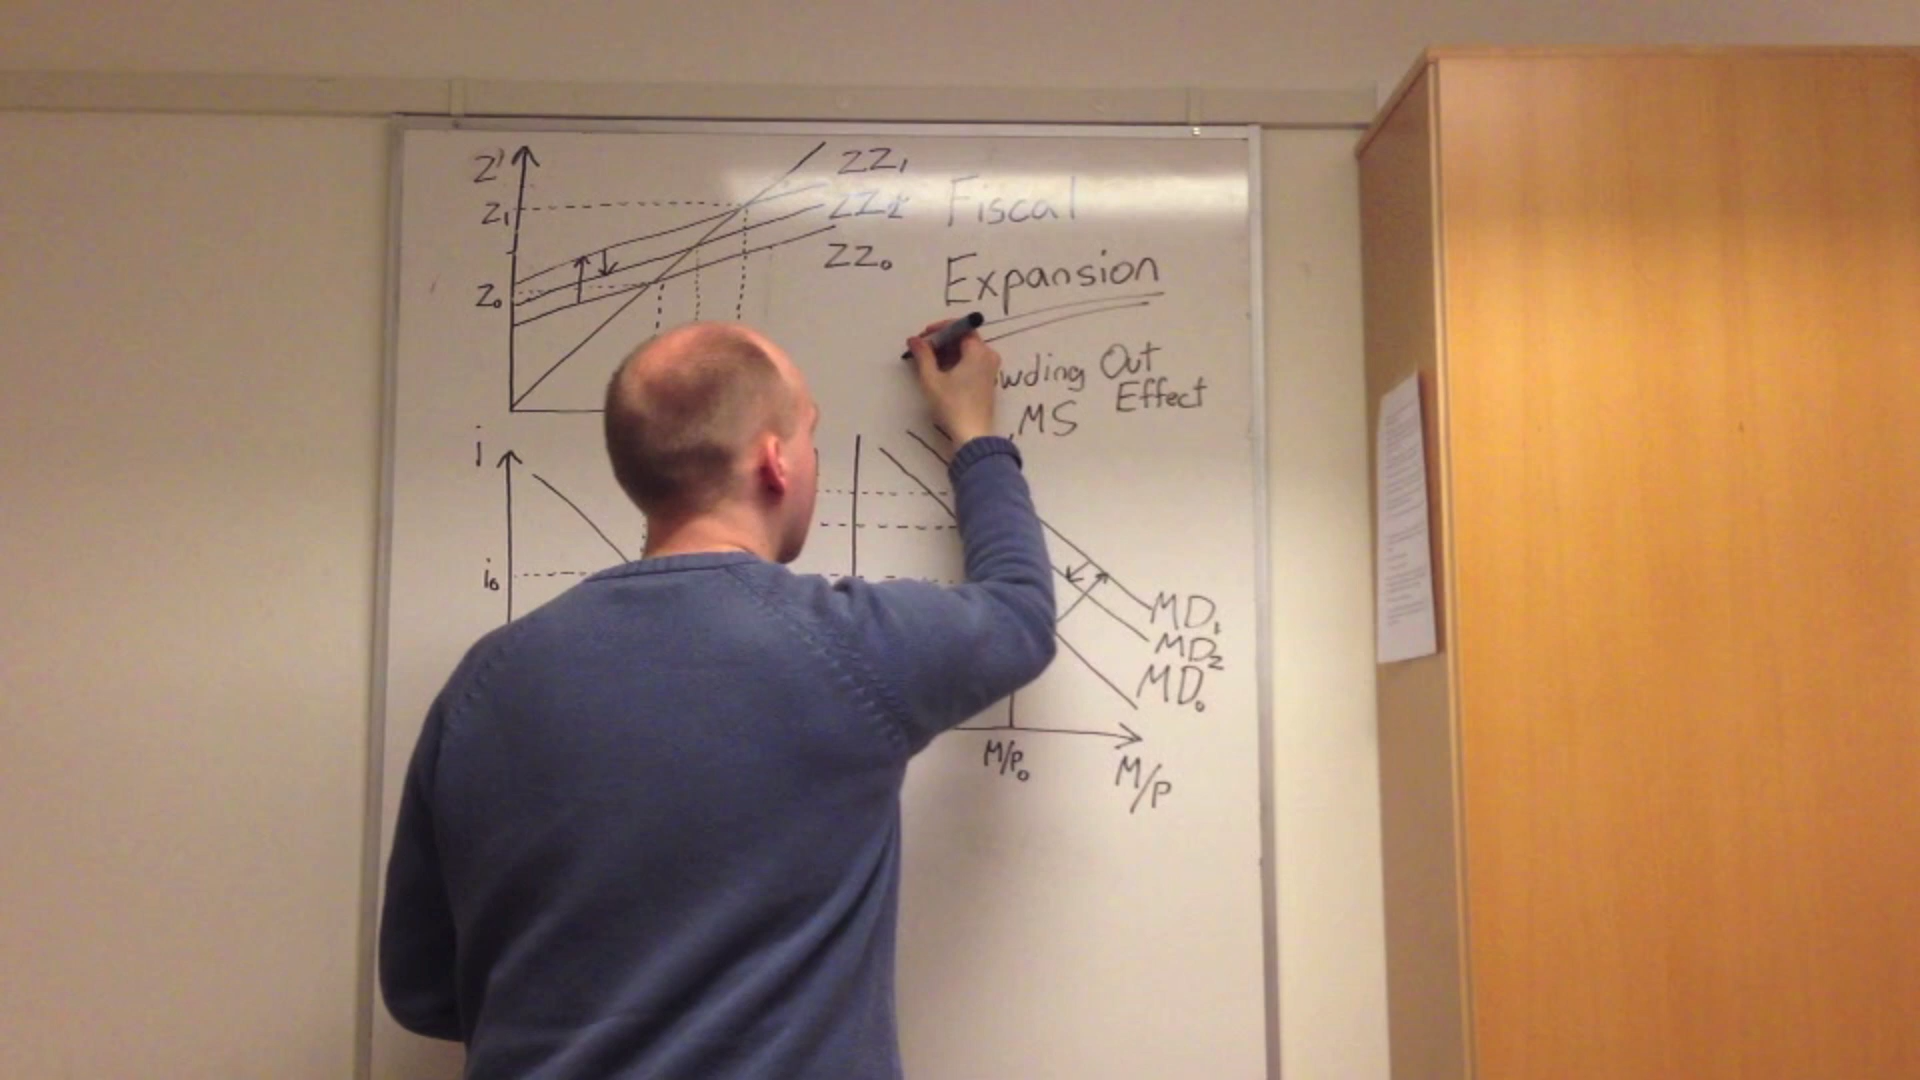 Z
ZZ₁
Z₁
ZZ₂
Fiscal
ZZ₀
Expansion
Z₀
Out
Effect
MS
i
i₀
MD₁
MD₂
MD₀
M/P₀
M/P